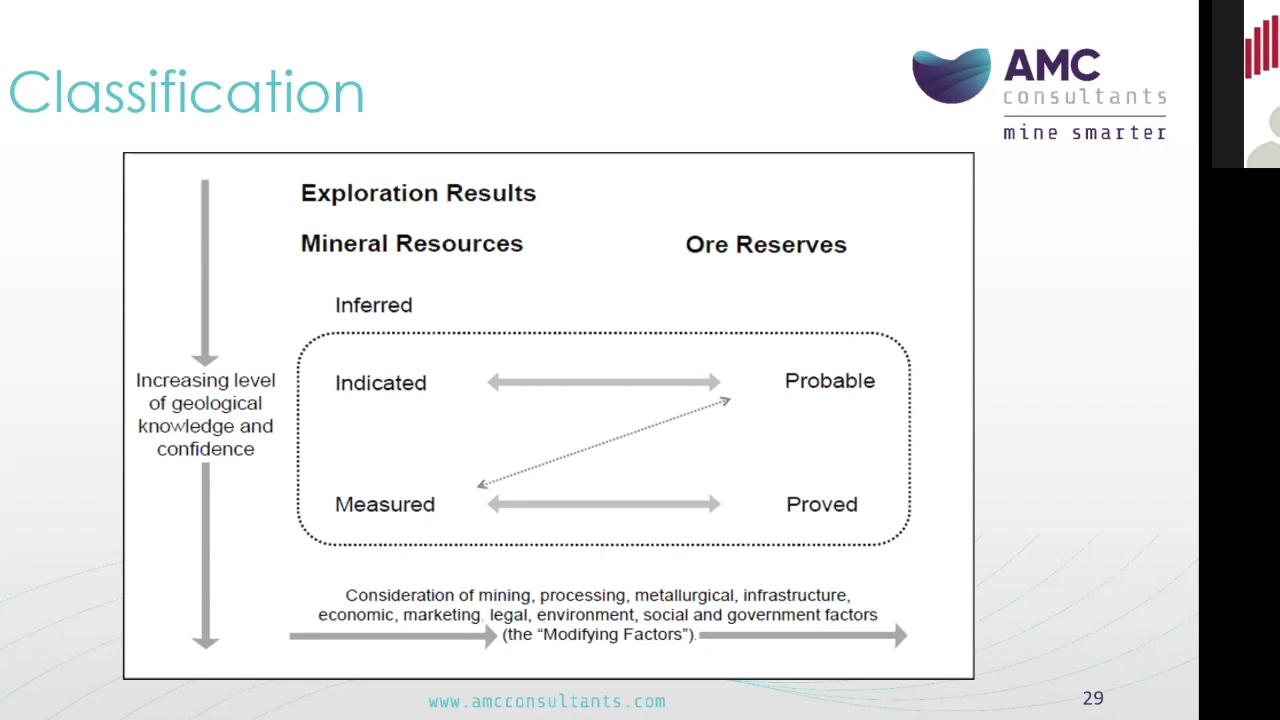 Classification
AMC
consultants
mine smarter
Exploration Results
Mineral Resources
Ore Reserves
Inferred
Indicated
Probable
Increasing level
of geological
knowledge and
confidence
Measured
Proved
Consideration of mining, processing, metallurgical, infrastructure,
economic, marketing, legal, environment, social and government factors
(the “Modifying Factors”).
www.amcconsultants.com
29